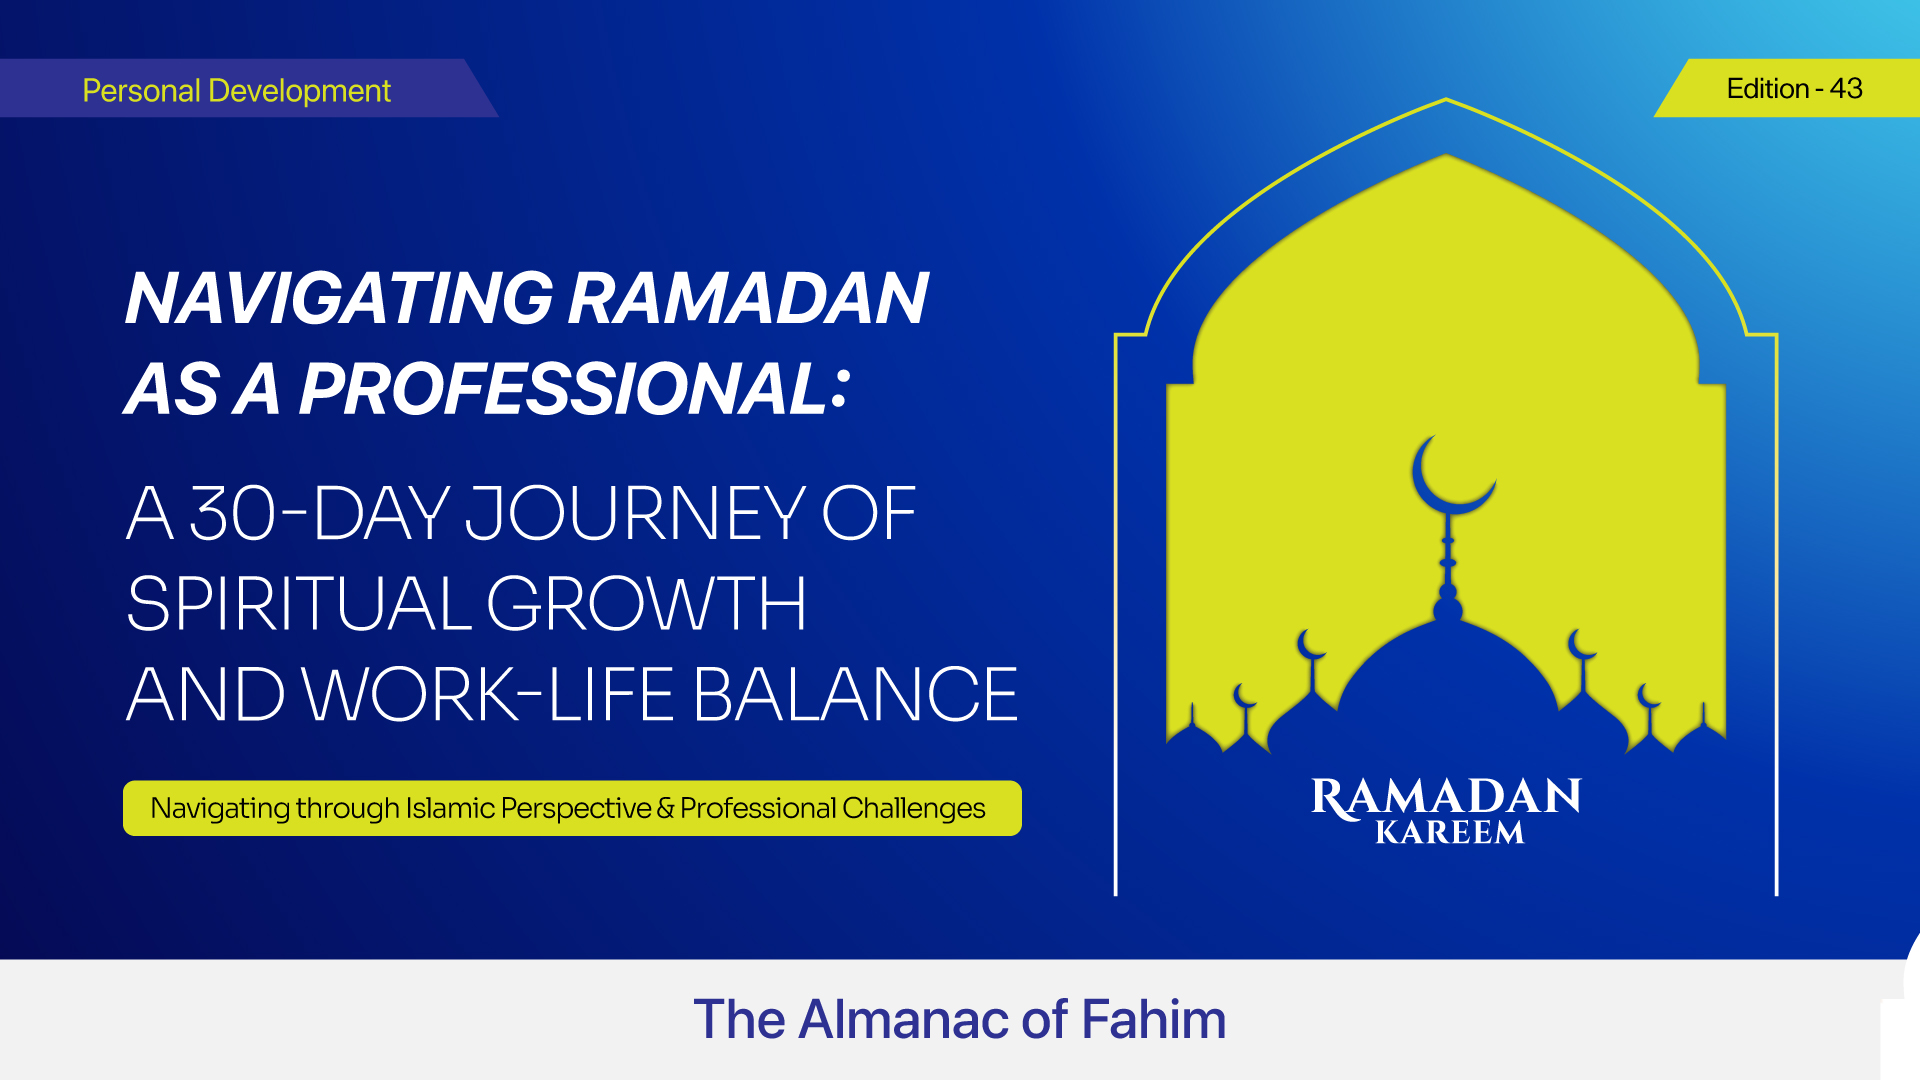 Personal Development
Edition - 43
NAVIGATING RAMADAN
AS A PROFESSIONAL:
A 30-DAY JOURNEY OF
SPIRITUAL GROWTH
AND WORK-LIFE BALANCE
Navigating through Islamic Perspective & Professional Challenges
RAMADAN
KAREEM
The Almanac of Fahim